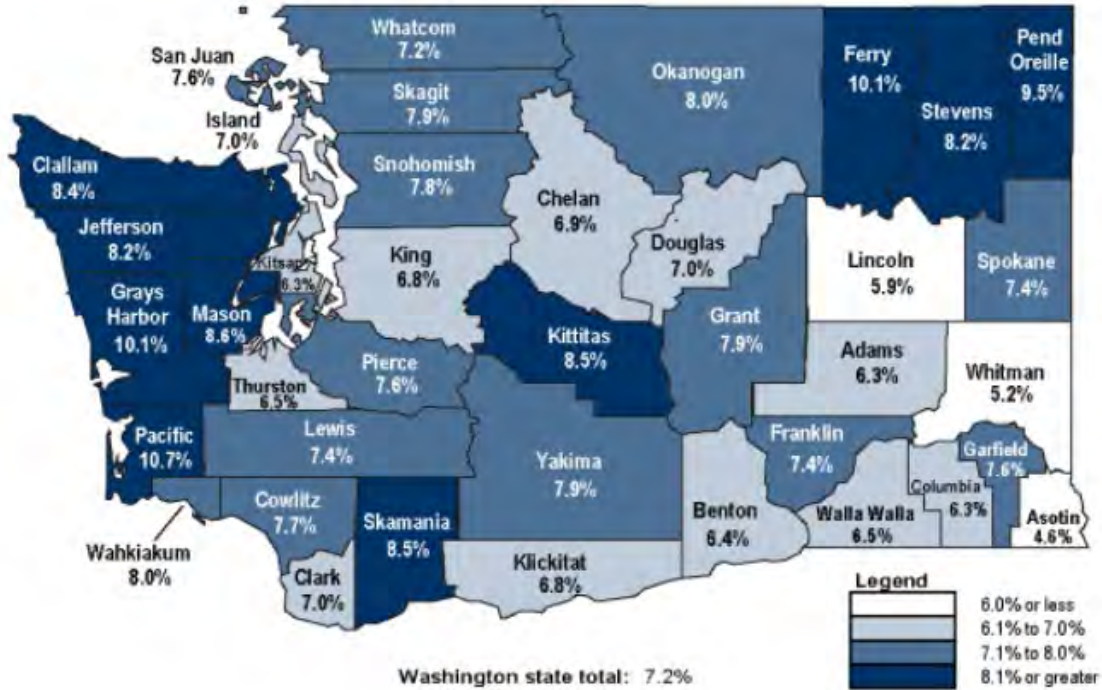 Whatcom
7.2%
San Juan
7.6%
Skagit
7.9%
Island
7.0%
Okanogan
8.0%
Ferry
10.1%
Pend
Oreille
9.5%
Stevens
8.2%
Clallam
8.4%
Snohomish
7.8%
Jefferson
8.2%
Chelan
6.9%
Douglas
7.0%
King
6.8%
Kitsap
6.3%
Lincoln
5.9%
Spokane
7.4%
Grays
Harbor
10.1%
Mason
8.6%
Kittitas
8.5%
Grant
7.9%
Adams
6.3%
Whitman
5.2%
Pierce
7.6%
Thurston
6.5%
Pacific
10.7%
Lewis
7.4%
Yakima
7.9%
Franklin
7.4%
Garfield
7.6%
Columbia
6.3%
Cowlitz
7.7%
Skamania
8.5%
Benton
6.4%
Walla Walla
6.5%
Asotin
4.6%
Wahkiakum
8.0%
Clark
7.0%
Klickitat
6.8%
Legend
6.0% or less
6.1% to 7.0%
7.1% to 8.0%
8.1% or greater
Washington state total: 7.2%